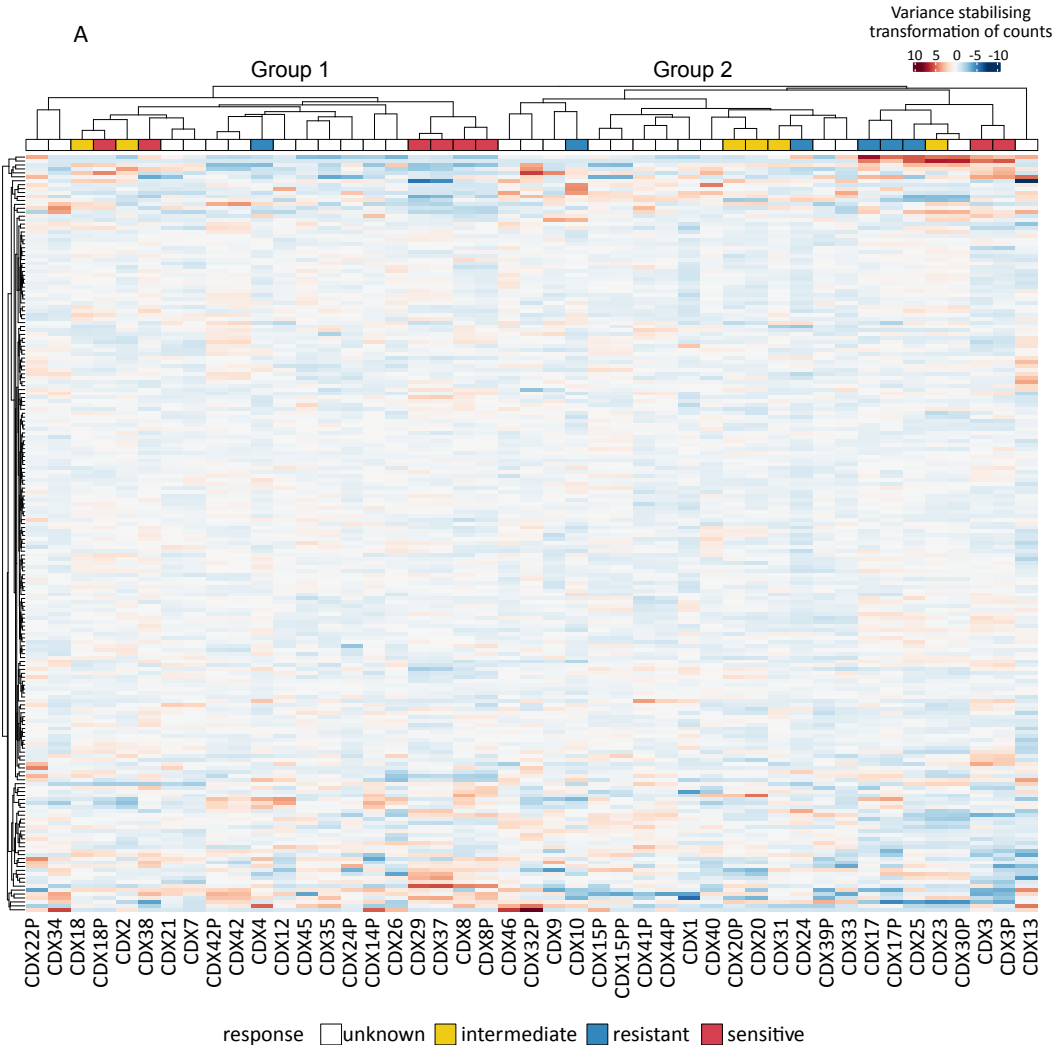 A
Variance stabilising
transformation of counts
10 5 0 -5 -10
Group 1
Group 2
CDX22P
CDX34
CDX18
CDX18P
CDX2
CDX38
CDX21
CDX7
CDX42P
CDX42
CDX4
CDX12
CDX45
CDX35
CDX24P
CDX14P
CDX26
CDX29
CDX37
CDX8
CDX8P
CDX46
CDX32P
CDX9
CDX10
CDX15P
CDX15PP
CDX41P
CDX44P
CDX1
CDX40
CDX20P
CDX20
CDX31
CDX24
CDX39P
CDX33
CDX17
CDX17P
CDX25
CDX23
CDX30P
CDX3
CDX3P
CDX13
response unknown intermediate resistant sensitive